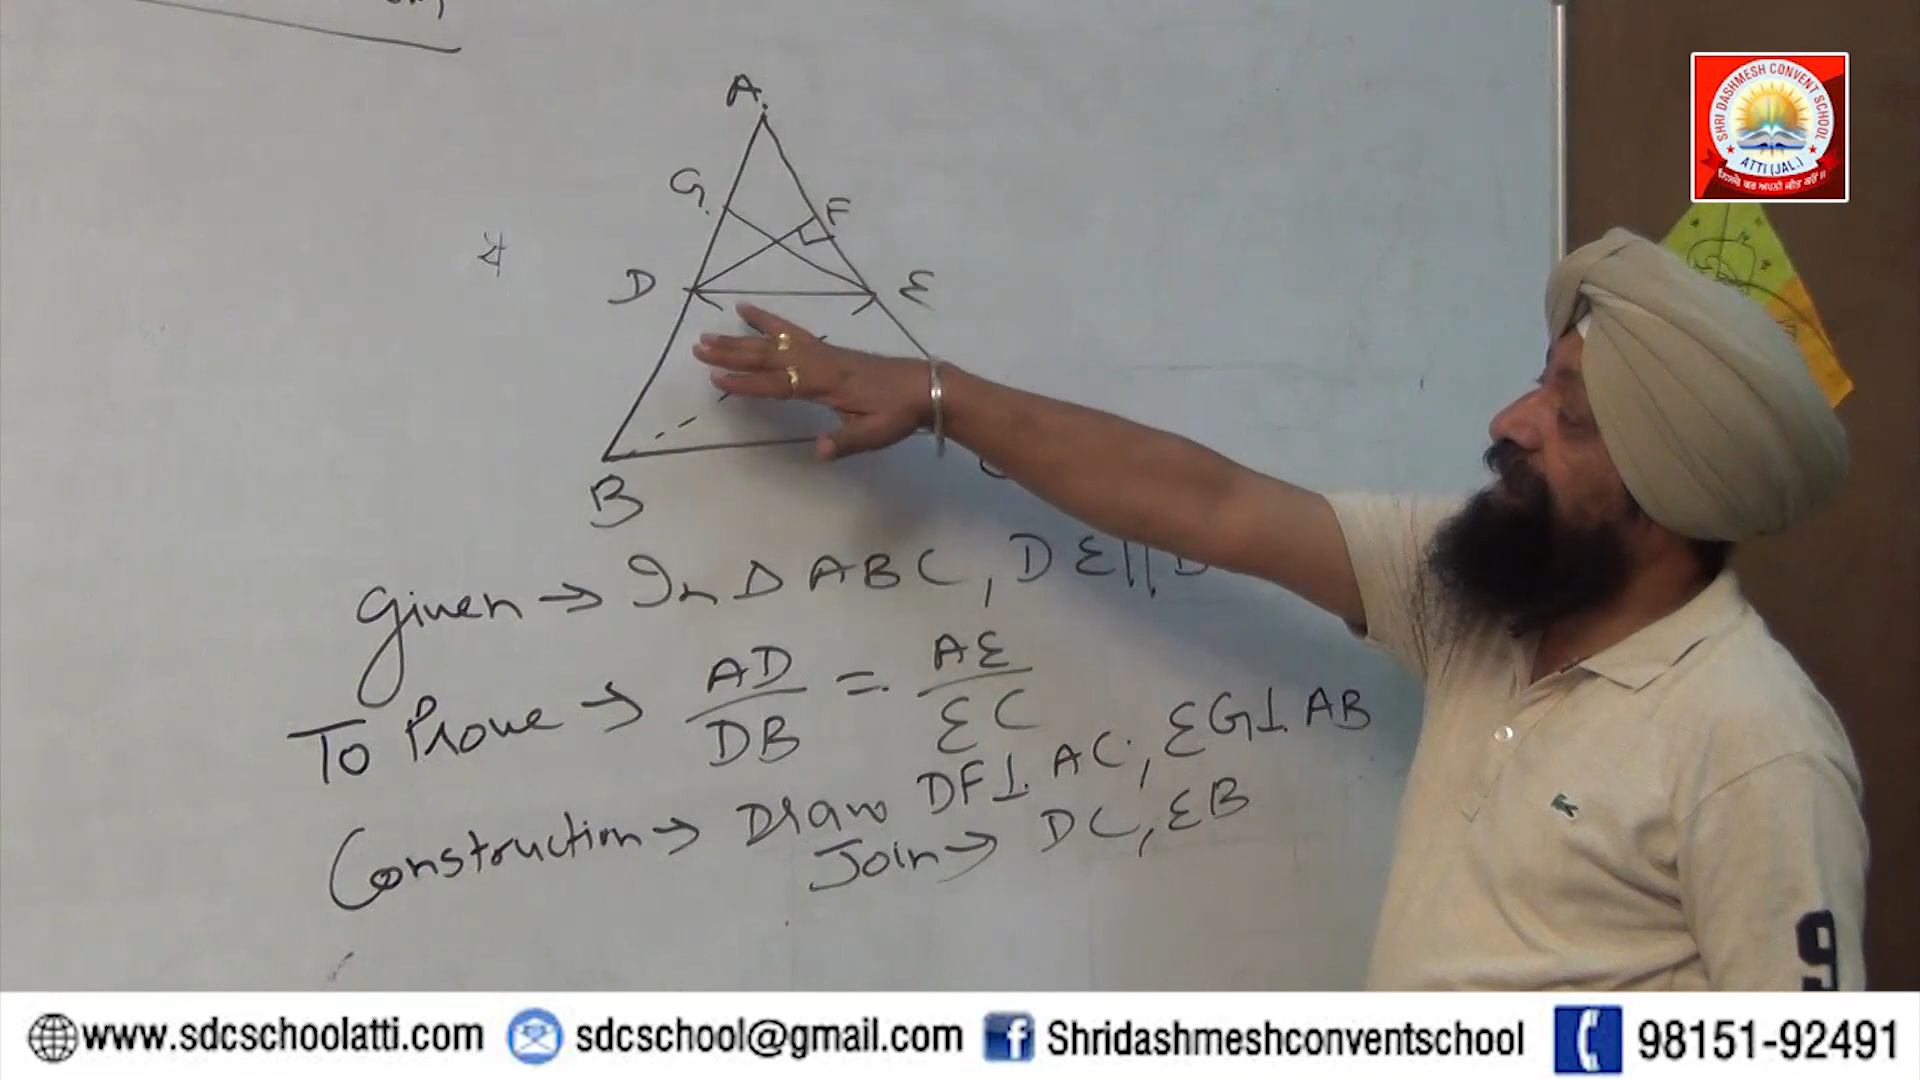 A
G
F
D
E
B
Given → In Δ ABC, DE||B
To Prove → AD/DB = AE/EC
Construction → Draw DF⊥ AC, EG⊥ AB
Join → DC, EB
SHRI DASHMESH CONVENT SCHOOL
ATTI (JAL.)
www.sdcschoolatti.com
sdcschool@gmail.com
Shridashmeshconventschool
98151-92491